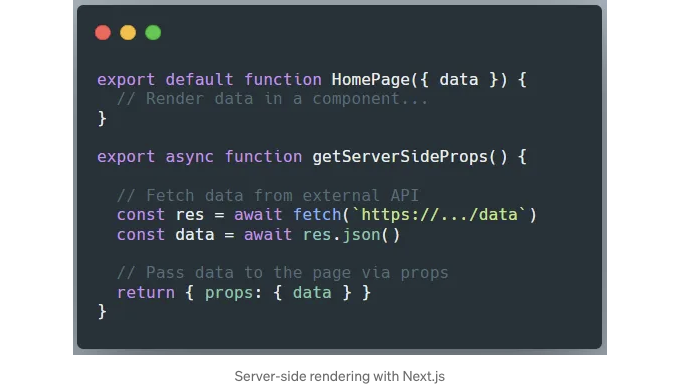 export default function HomePage({ data }) {
  // Render data in a component...
}
export async function getServerSideProps() {
  // Fetch data from external API
  const res = await fetch(`https://.../data`)
  const data = await res.json()
  // Pass data to the page via props
  return { props: { data } }
}
Server-side rendering with Next.js